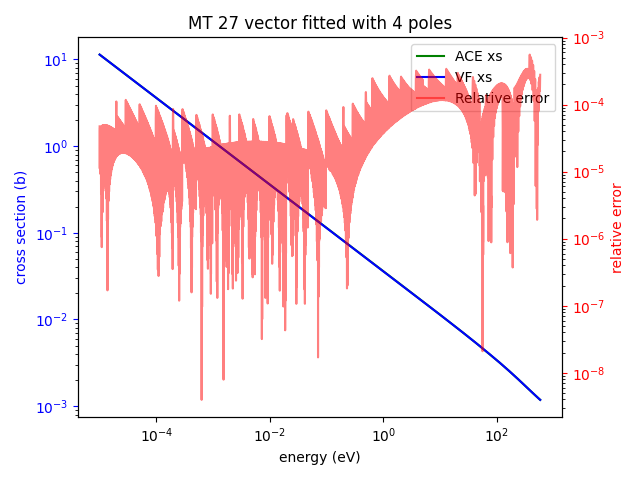 MT 27 vector fitted with 4 poles
10¹
10⁰
10⁻¹
10⁻²
10⁻³
cross section (b)
10⁻³
10⁻⁴
10⁻⁵
10⁻⁶
10⁻⁷
10⁻⁸
relative error
ACE xs
VF xs
Relative error
10⁻⁴
10⁻²
10⁰
10²
energy (eV)